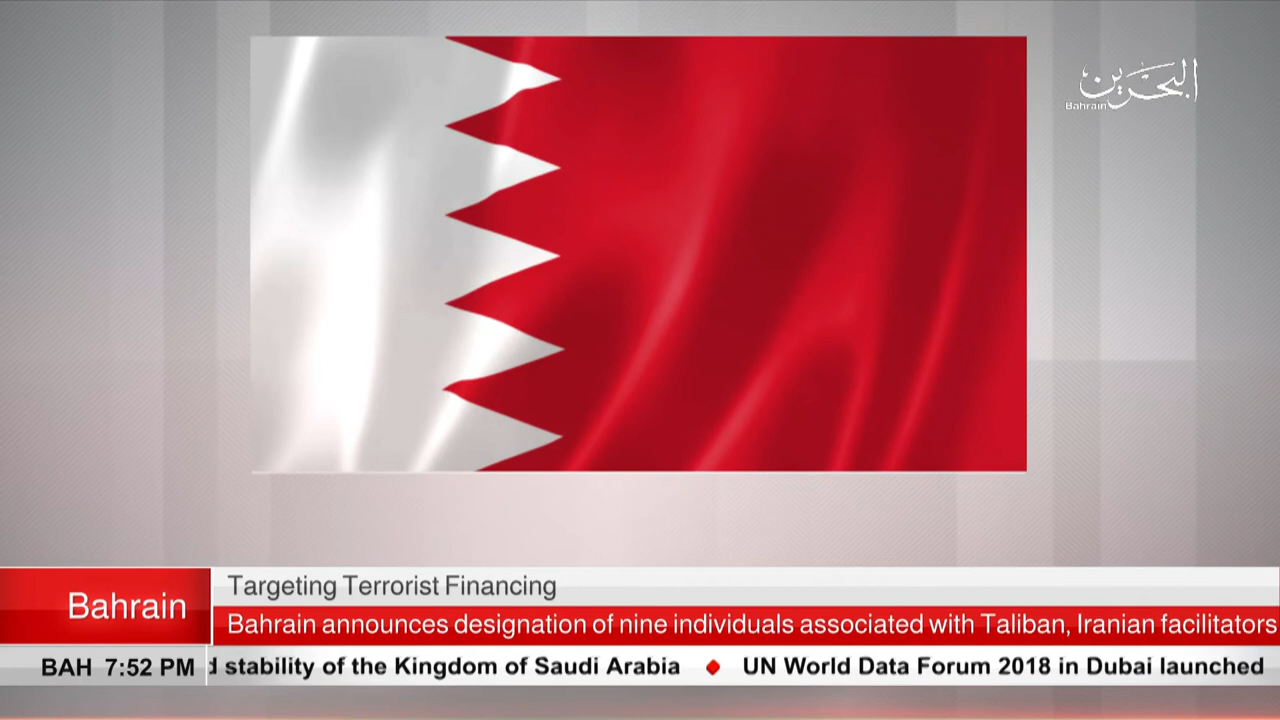 البحرين
Bahrain
Targeting Terrorist Financing
Bahrain
Bahrain announces designation of nine individuals associated with Taliban, Iranian facilitators
BAH 7:52 PM
d stability of the Kingdom of Saudi Arabia
UN World Data Forum 2018 in Dubai launched